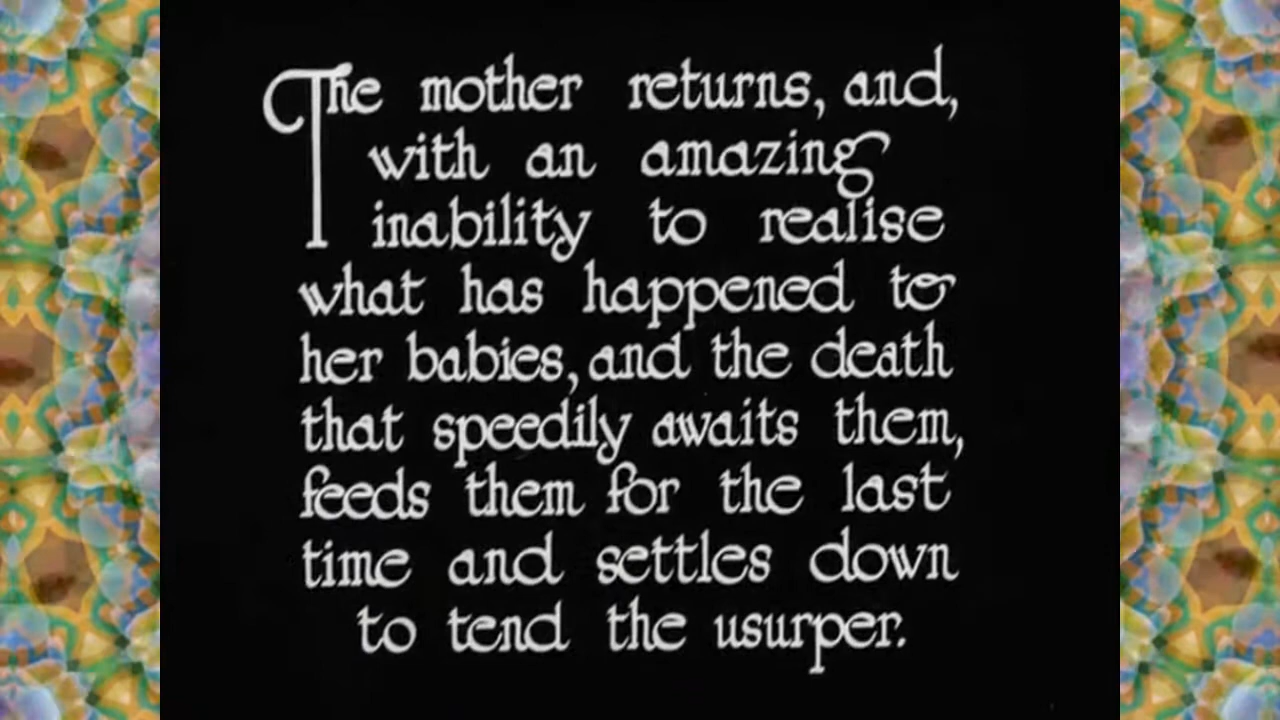 The mother returns, and,
with an amazing
inability to realise
what has happened to
her babies, and the death
that speedily awaits them,
feeds them for the last
time and settles down
to tend the usurper.